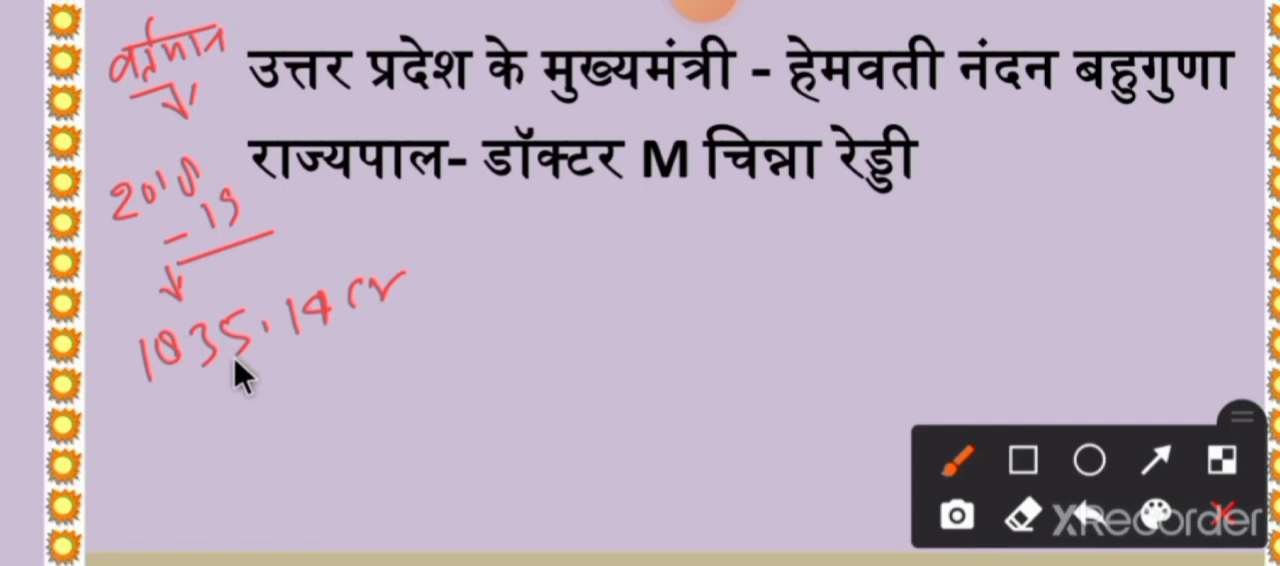 वर्तमान
उत्तर प्रदेश के मुख्यमंत्री - हेमवती नंदन बहुगुणा
राज्यपाल- डॉक्टर M चिन्ना रेड्डी
2018
- 19
1035.14 cr
XRecorder